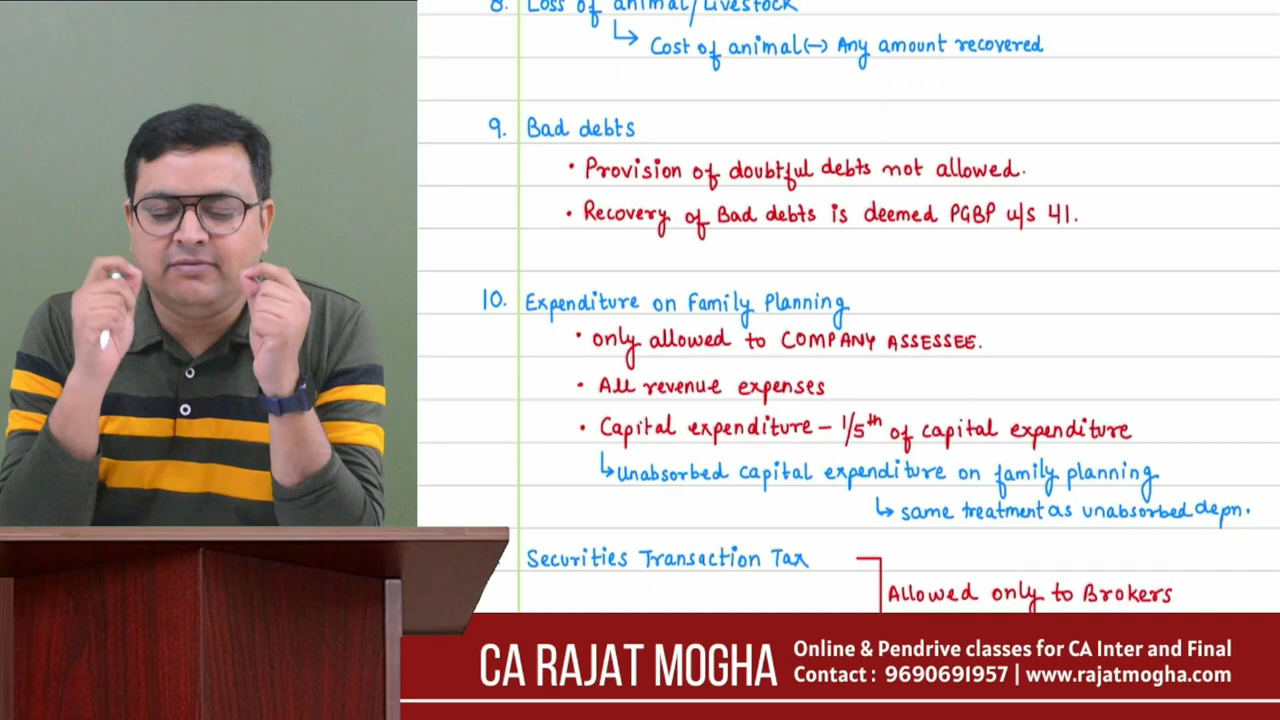 8. Loss of animal/Livestock
↳ Cost of animal (-) Any amount recovered
9. Bad debts
• Provision of doubtful debts not allowed.
• Recovery of Bad debts is deemed PGBP u/s 41.
10. Expenditure on Family Planning
• only allowed to COMPANY ASSESSEE.
• All revenue expenses
• Capital expenditure – 1/5th of capital expenditure
↳ Unabsorbed capital expenditure on family planning
↳ same treatment as unabsorbed depn.
Securities Transaction Tax
Allowed only to Brokers
CA RAJAT MOGHA
Online & Pendrive classes for CA Inter and Final
Contact : 9690691957 | www.rajatmogha.com